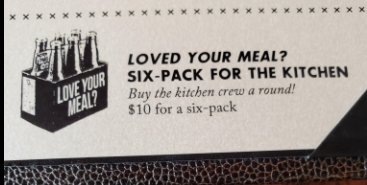 LOVE YOUR
MEAL?
LOVED YOUR MEAL?
SIX-PACK FOR THE KITCHEN
Buy the kitchen crew a round!
$10 for a six-pack